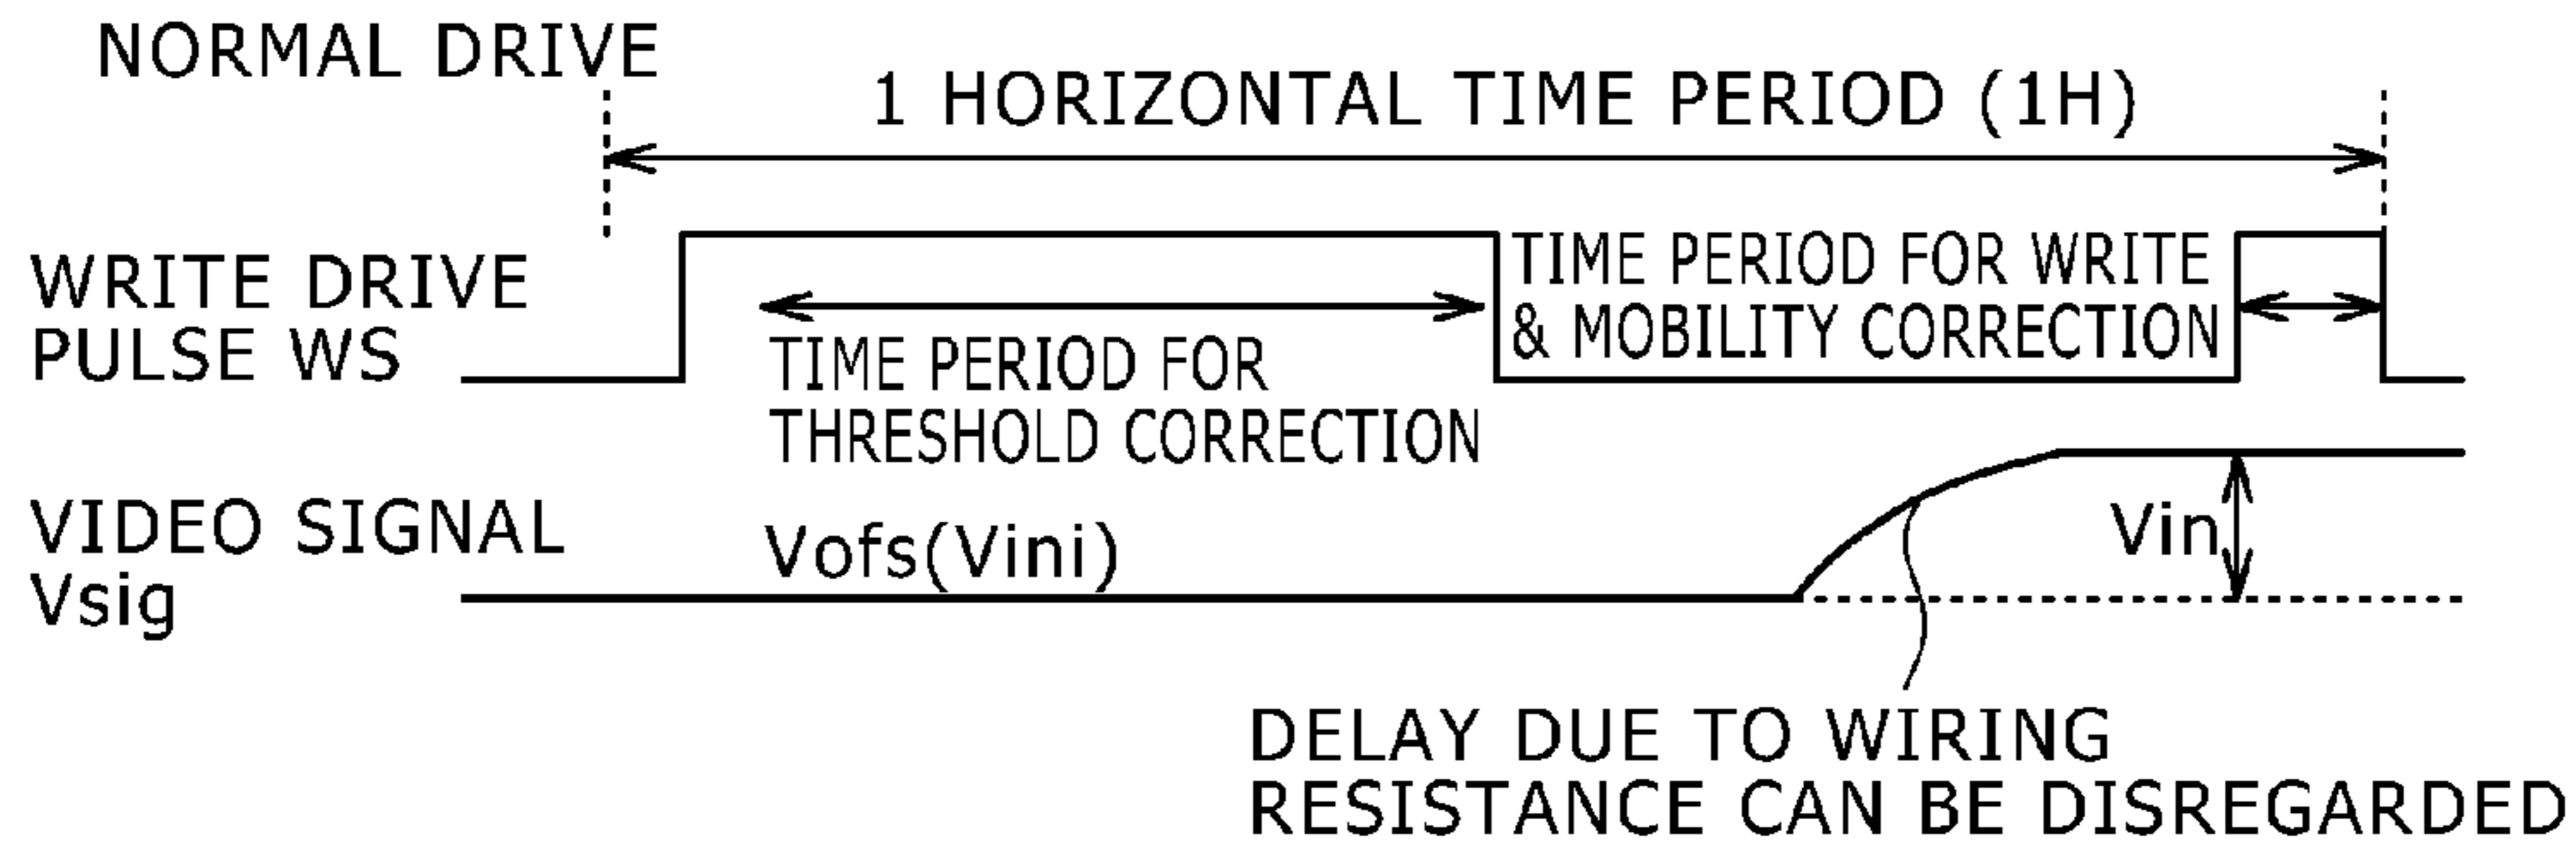 NORMAL DRIVE
1 HORIZONTAL TIME PERIOD (1H)
WRITE DRIVE
PULSE WS
TIME PERIOD FOR
THRESHOLD CORRECTION
TIME PERIOD FOR WRITE
& MOBILITY CORRECTION
VIDEO SIGNAL
Vsig
Vofs(Vini)
Vin
DELAY DUE TO WIRING
RESISTANCE CAN BE DISREGARDED